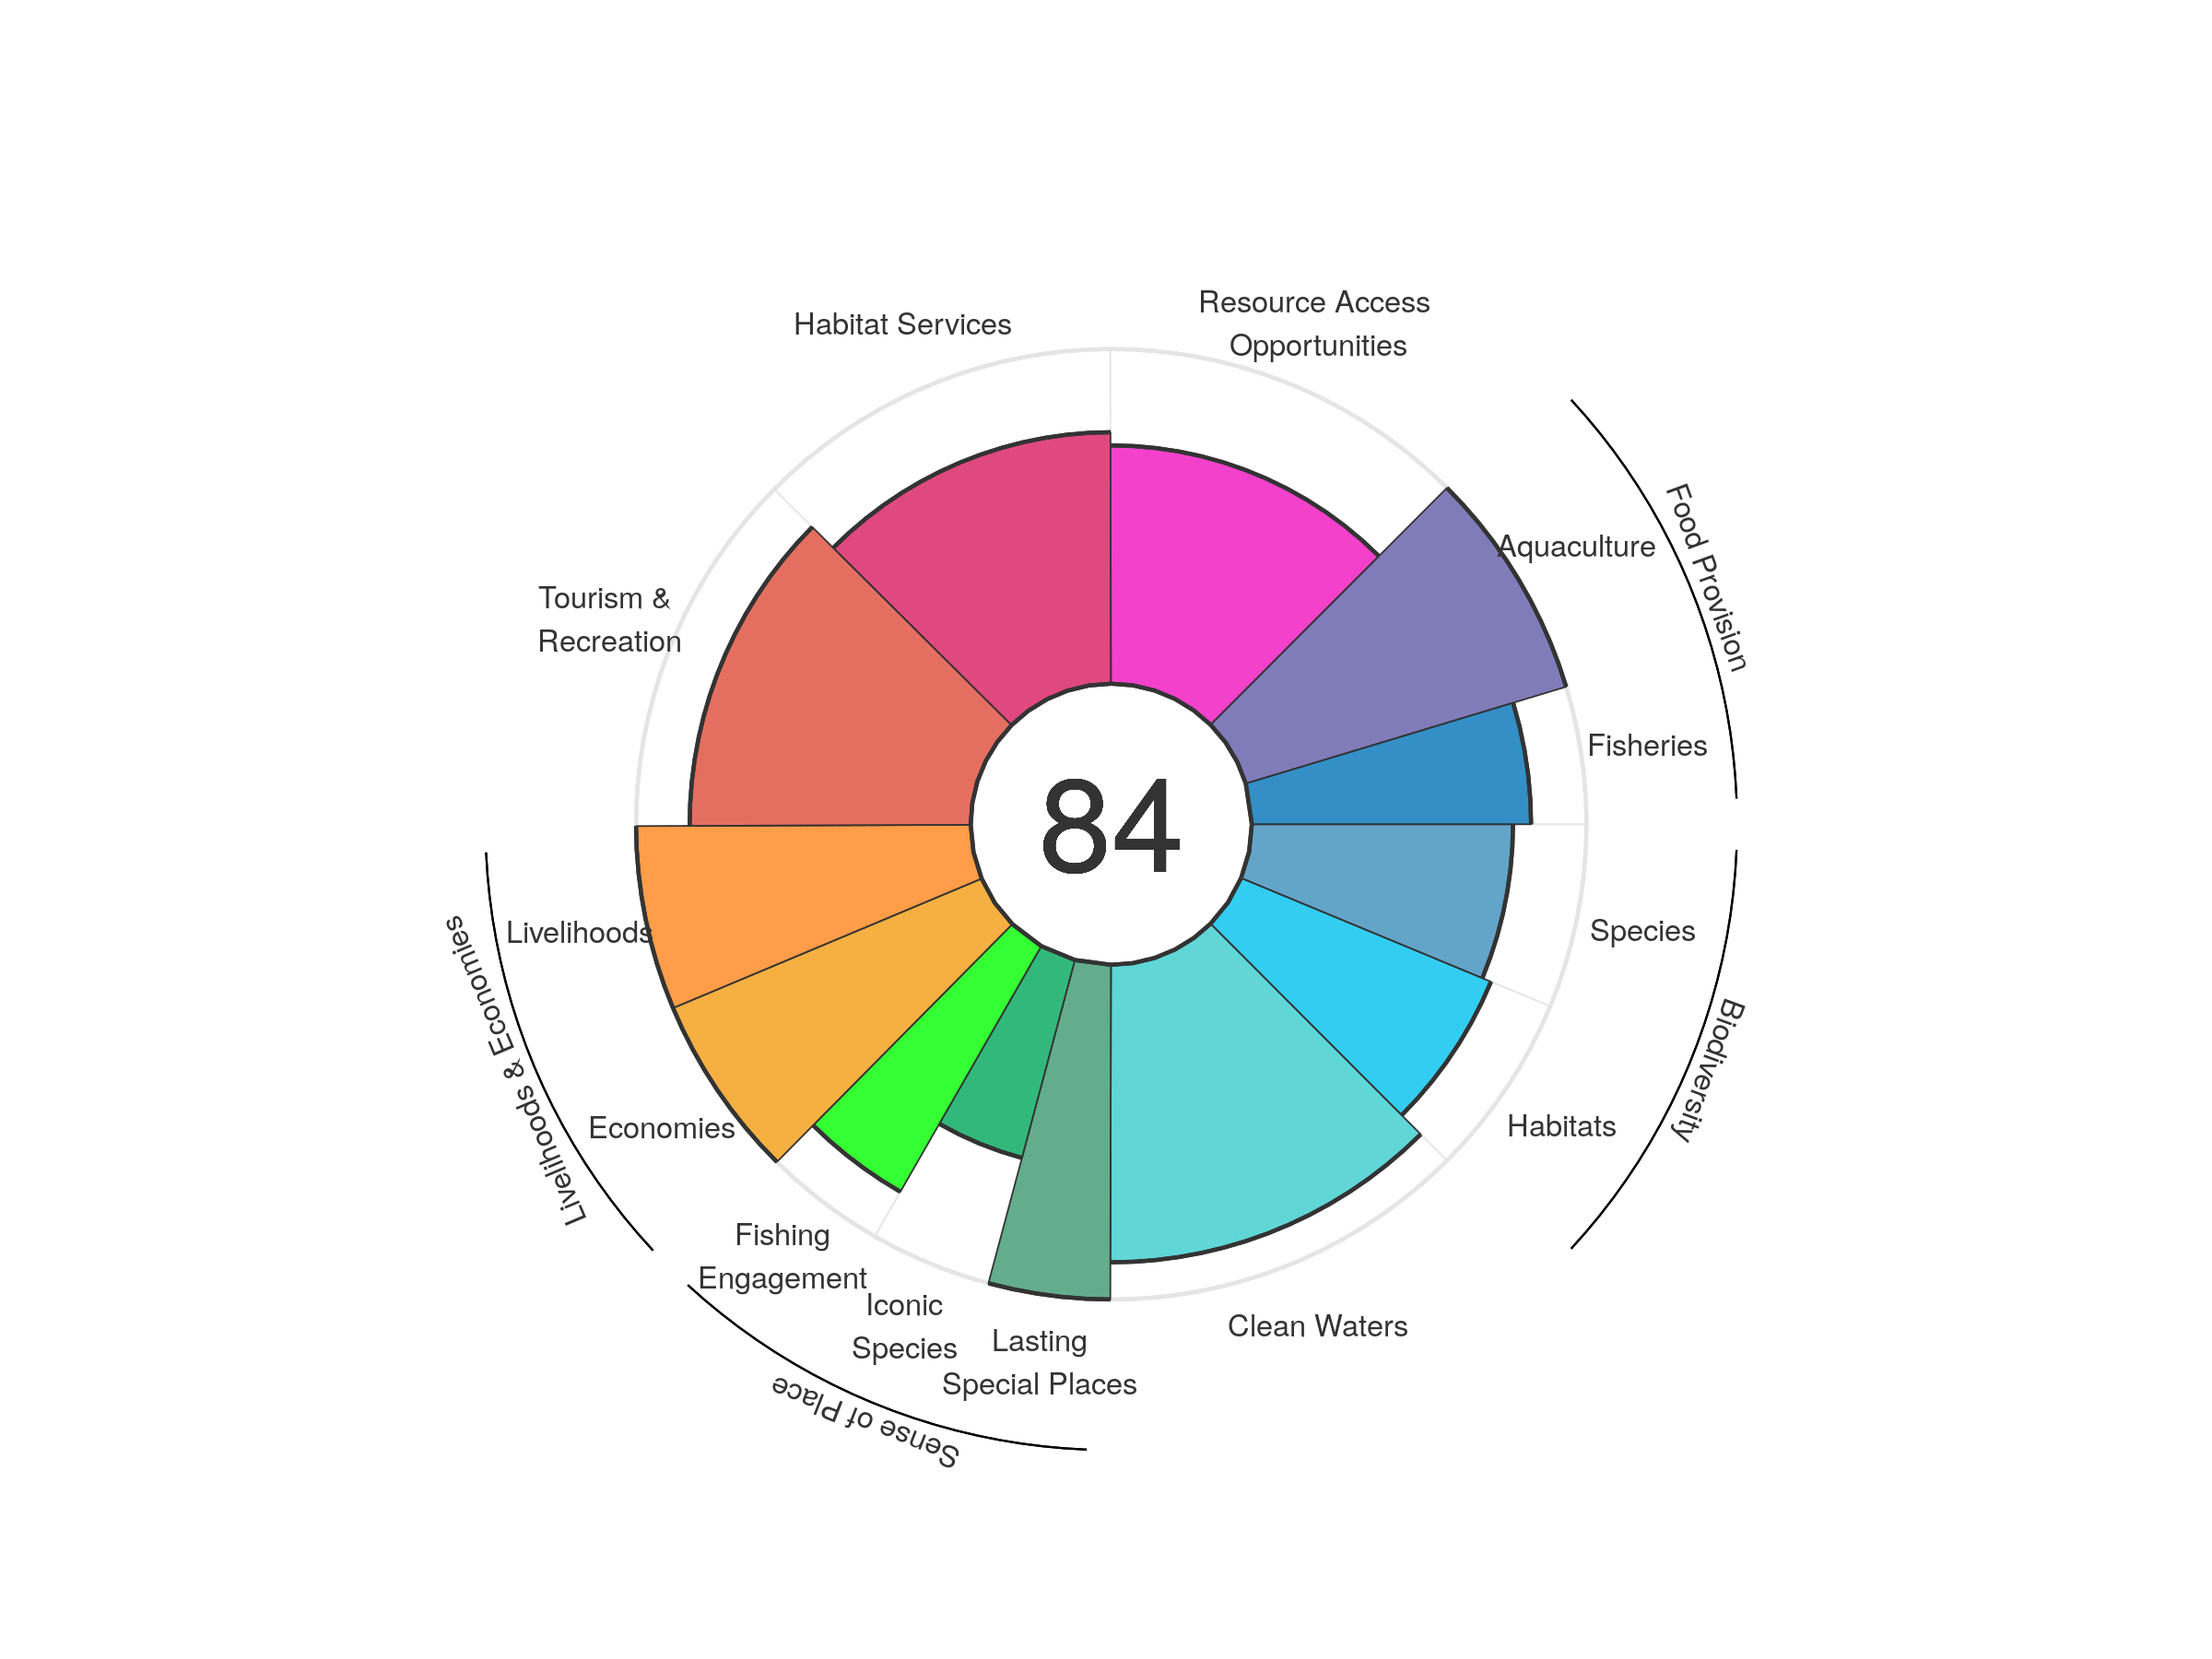 Resource Access
Opportunities
Habitat Services
Aquaculture
Food Provision
Tourism &
Recreation
Fisheries
84
Species
Livelihoods
Biodiversity
Habitats
Economies
Livelihoods & Economies
Fishing
Engagement
Iconic
Species
Lasting
Special Places
Clean Waters
Sense of Place